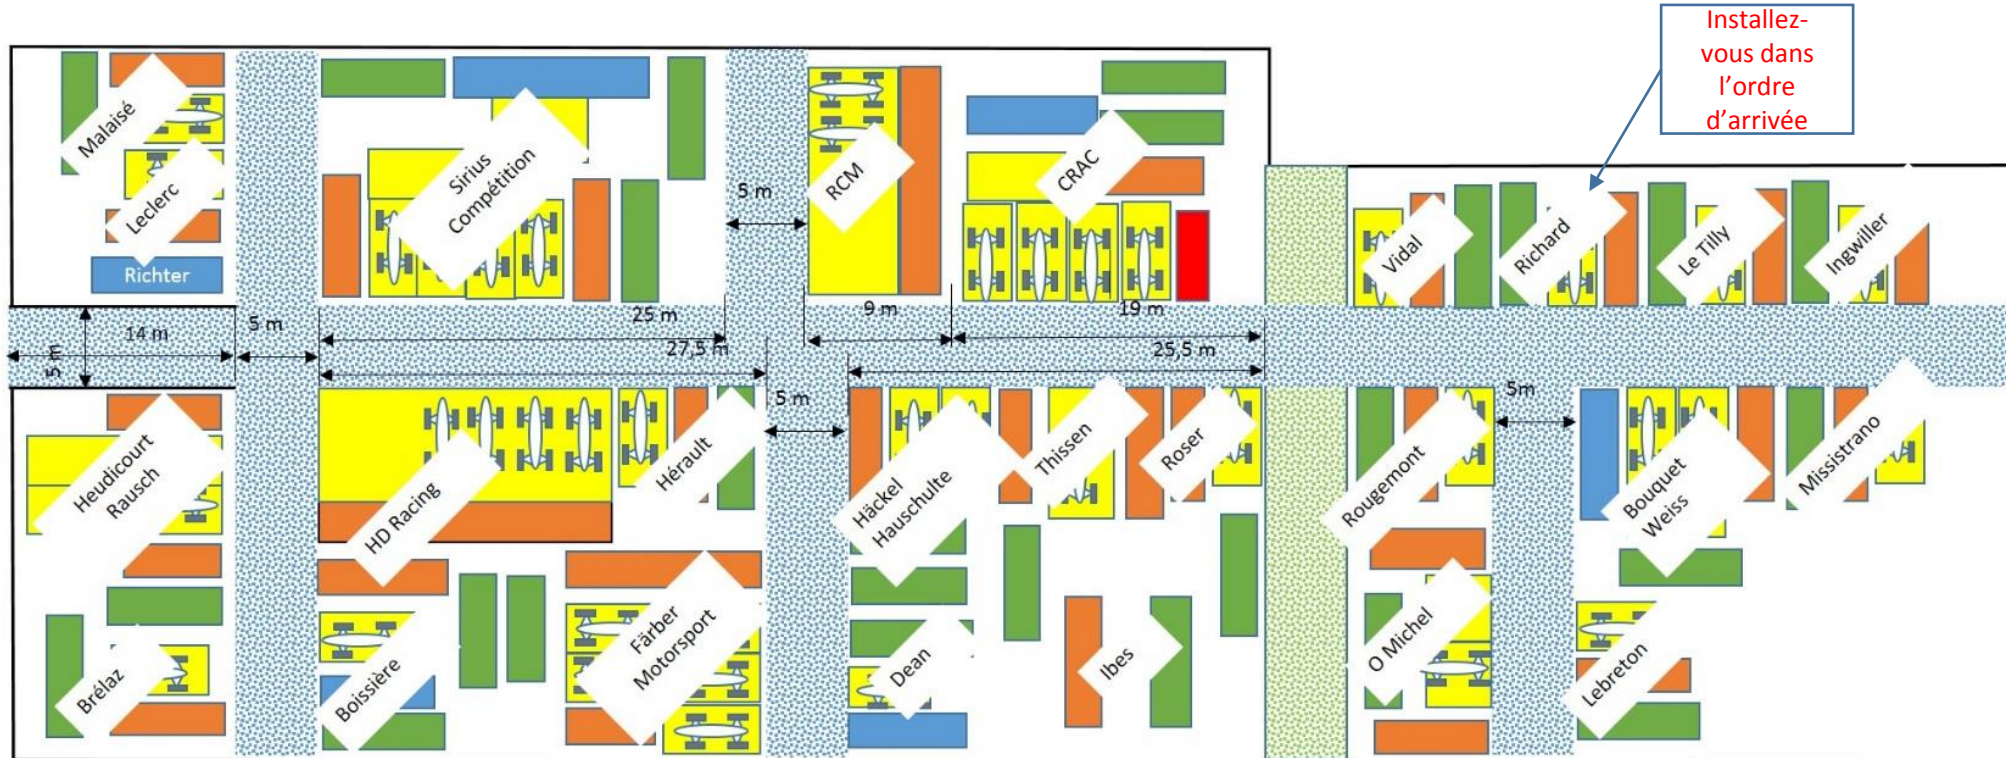 Installez-
vous dans
l'ordre
d'arrivée
Malaisé
Leclerc
Richter
Sirius
Compétition
5 m
RCM
CRAC
Vidal
Richard
Le Tilly
Ingwiller
14 m
5 m
5 m
25 m
27,5 m
9 m
19 m
25,5 m
5 m
5m
Heudicourt
Rausch
HD Racing
Hérault
Häckel
Hauschulte
Thissen
Roser
Rougemont
Bouquet
Weiss
Missistrano
Brélaz
Boissière
Färber
Motorsport
Dean
Ibes
O Michel
Lebreton